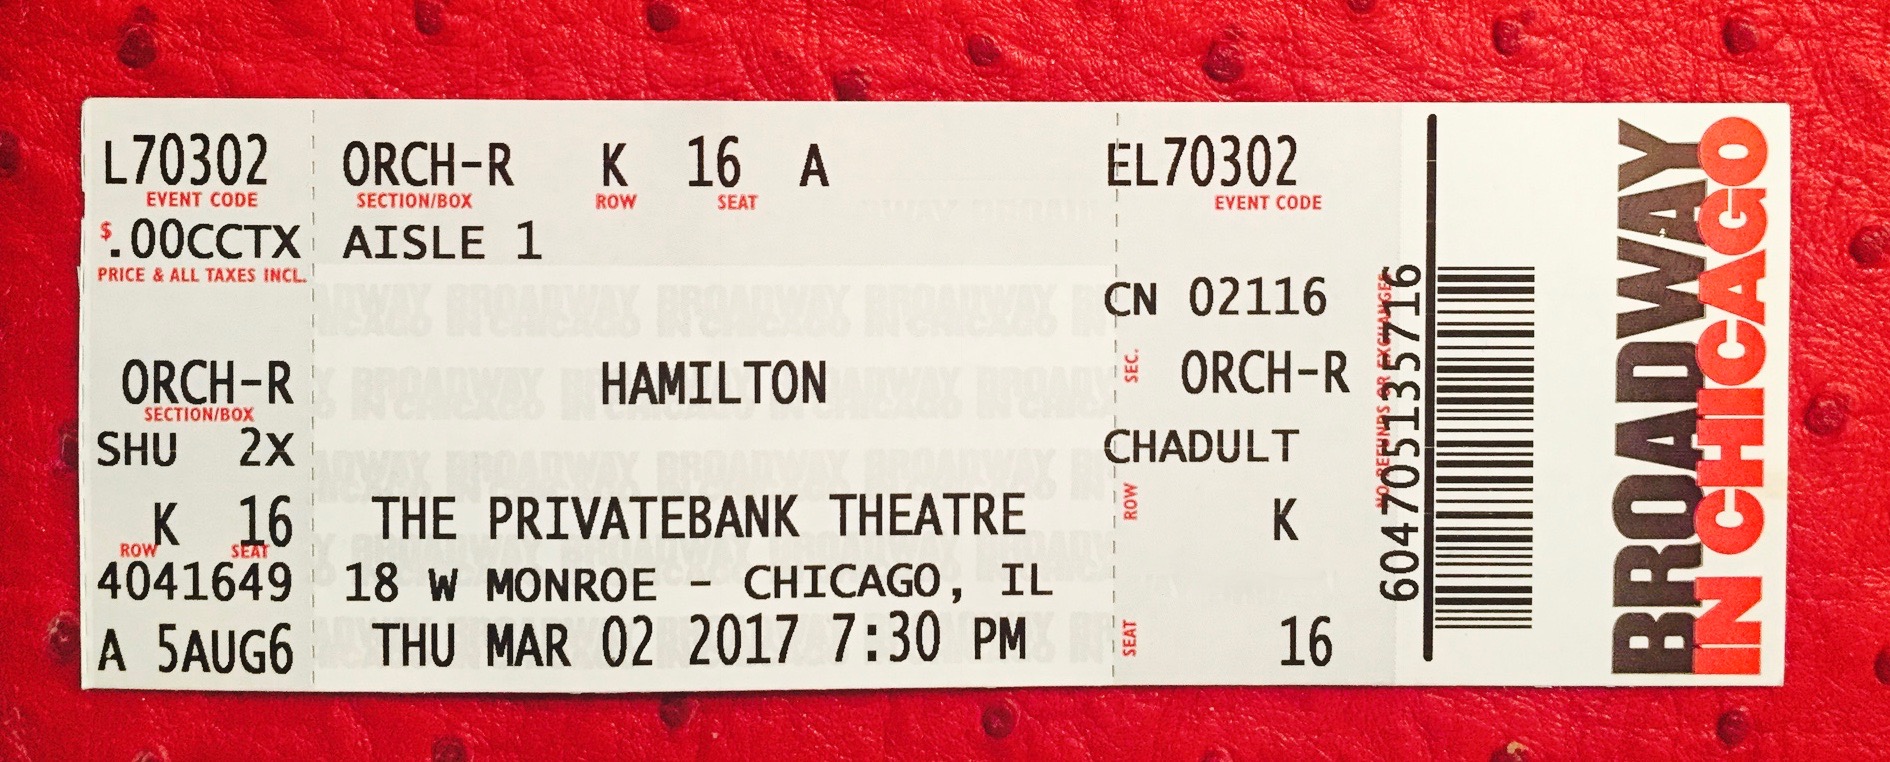 L70302
EVENT CODE
$.00CCTX
PRICE & ALL TAXES INCL.
ORCH-R
SECTION/BOX
SHU 2X
K 16
ROW SEAT
4041649
A 5AUG6
ORCH-R K 16 A
SECTION/BOX ROW SEAT
AISLE 1
HAMILTON
THE PRIVATEBANK THEATRE
18 W MONROE - CHICAGO, IL
THU MAR 02 2017 7:30 PM
EL70302
EVENT CODE
CN 02116
SEC. ORCH-R
CHADULT
ROW K
SEAT 16
NO REFUNDS OR EXCHANGES
6047051135716
BROADWAY
IN CHICAGO